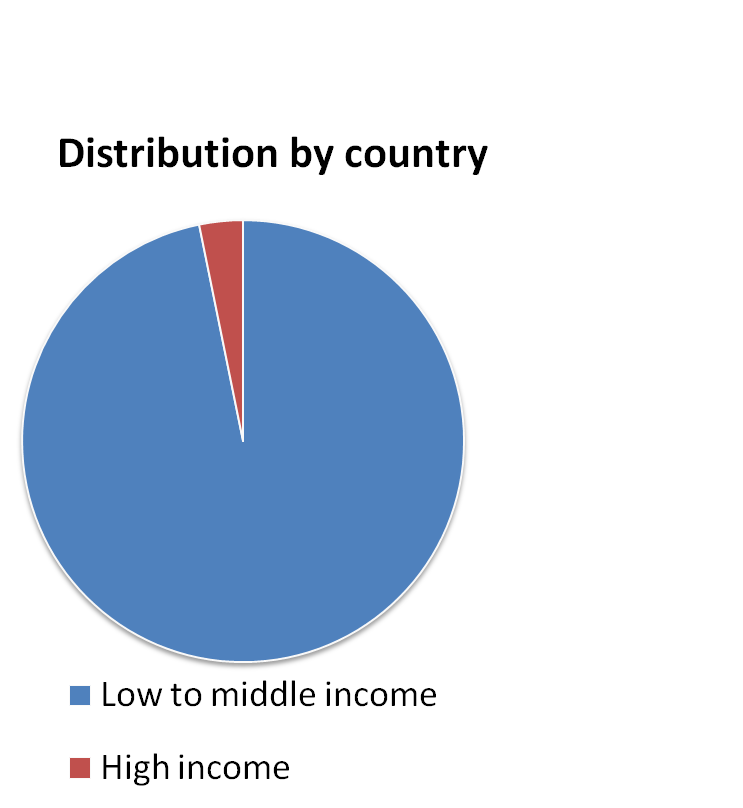 Distribution by country
Low to middle income
High income